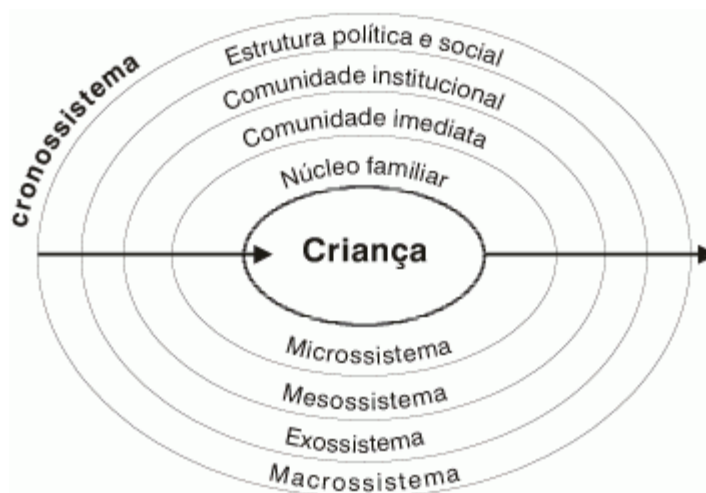 Estrutura política e social
Comunidade institucional
Comunidade imediata
Núcleo familiar
cronossistema
Criança
Microssistema
Mesossistema
Exossistema
Macrossistema